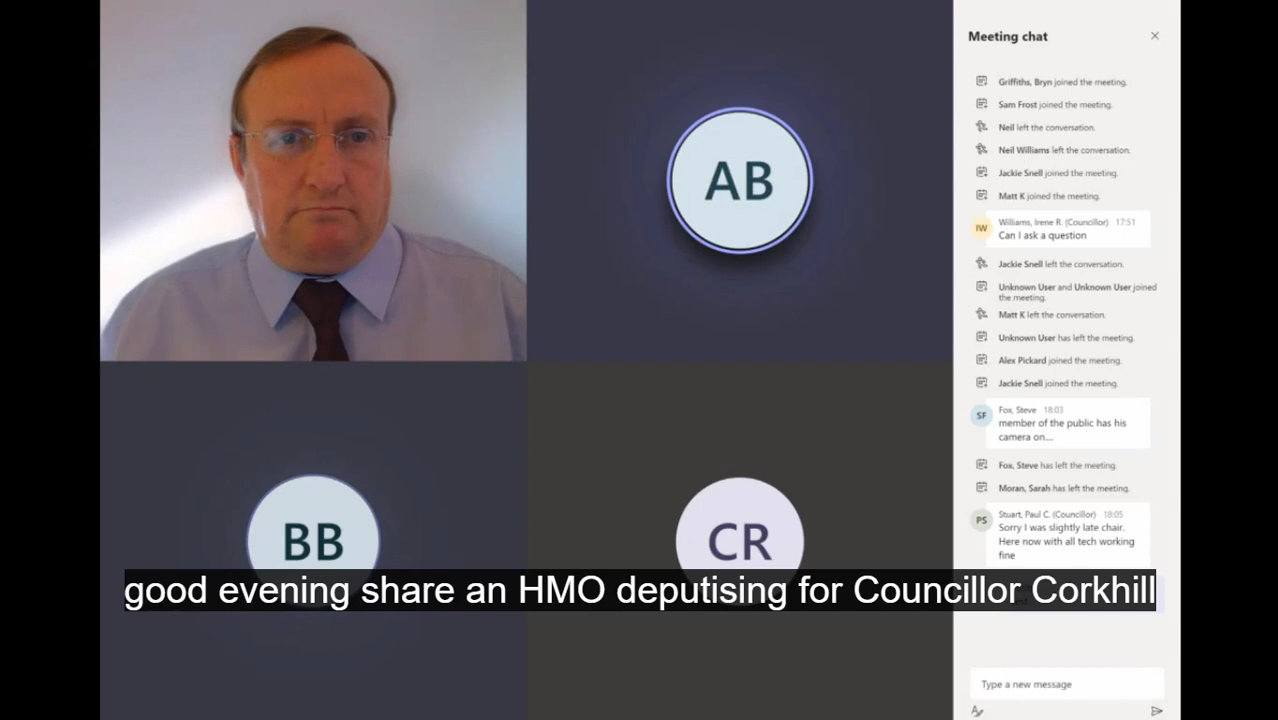 AB
BB
CR
good evening share an HMO deputising for Councillor Corkhill
Meeting chat
Griffiths, Bryn joined the meeting.
Sam Frost joined the meeting.
Neil left the conversation.
Neil Williams left the conversation.
Jackie Snell joined the meeting.
Matt K joined the meeting.
IW
Williams, Irene R. (Councillor) 17:51
Can I ask a question
Jackie Snell left the conversation.
Unknown User and Unknown User joined
the meeting.
Matt K left the conversation.
Unknown User has left the meeting.
Alex Pickard joined the meeting.
Jackie Snell joined the meeting.
SF
Fox, Steve 18:03
member of the public has his
camera on....
Fox, Steve has left the meeting.
Moran, Sarah has left the meeting.
PS
Stuart, Paul C. (Councillor) 18:05
Sorry I was slightly late chair.
Here now with all tech working
fine
Type a new message